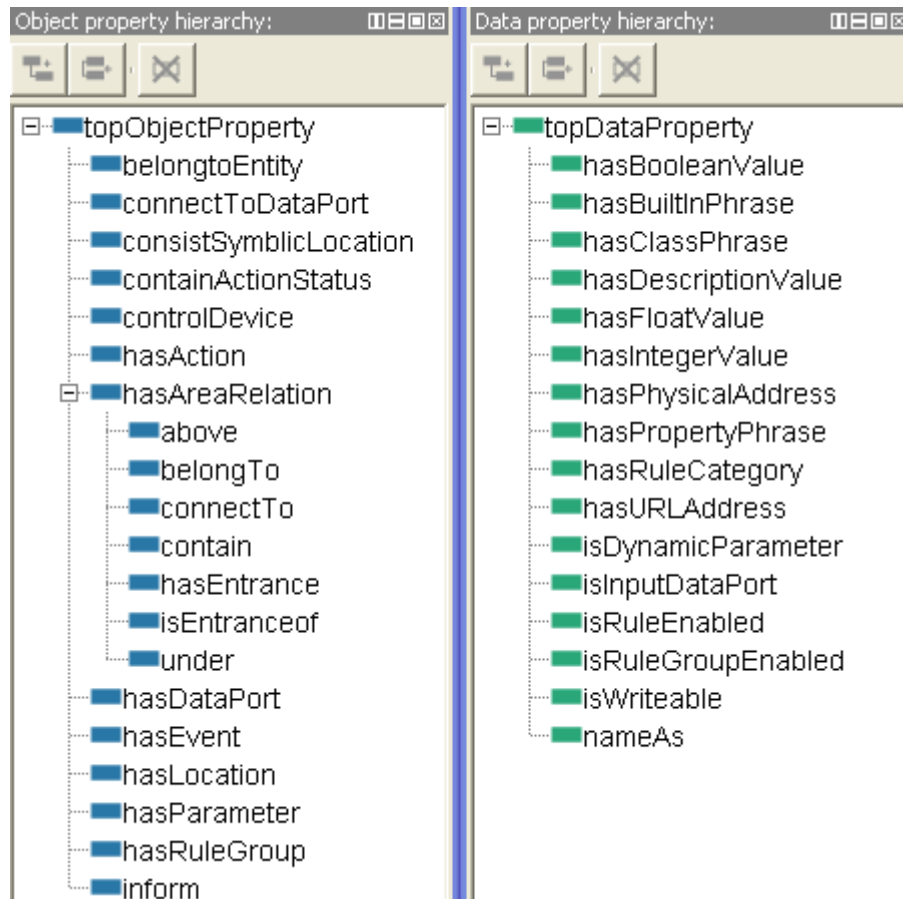 Object property hierarchy:
topObjectProperty
belongtoEntity
connectToDataPort
consistSymblicLocation
containActionStatus
controlDevice
hasAction
hasAreaRelation
above
belongTo
connectTo
contain
hasEntrance
isEntranceof
under
hasDataPort
hasEvent
hasLocation
hasParameter
hasRuleGroup
inform
Data property hierarchy:
topDataProperty
hasBooleanValue
hasBuiltInPhrase
hasClassPhrase
hasDescriptionValue
hasFloatValue
hasIntegerValue
hasPhysicalAddress
hasPropertyPhrase
hasRuleCategory
hasURLAddress
isDynamicParameter
isInputDataPort
isRuleEnabled
isRuleGroupEnabled
isWriteable
nameAs